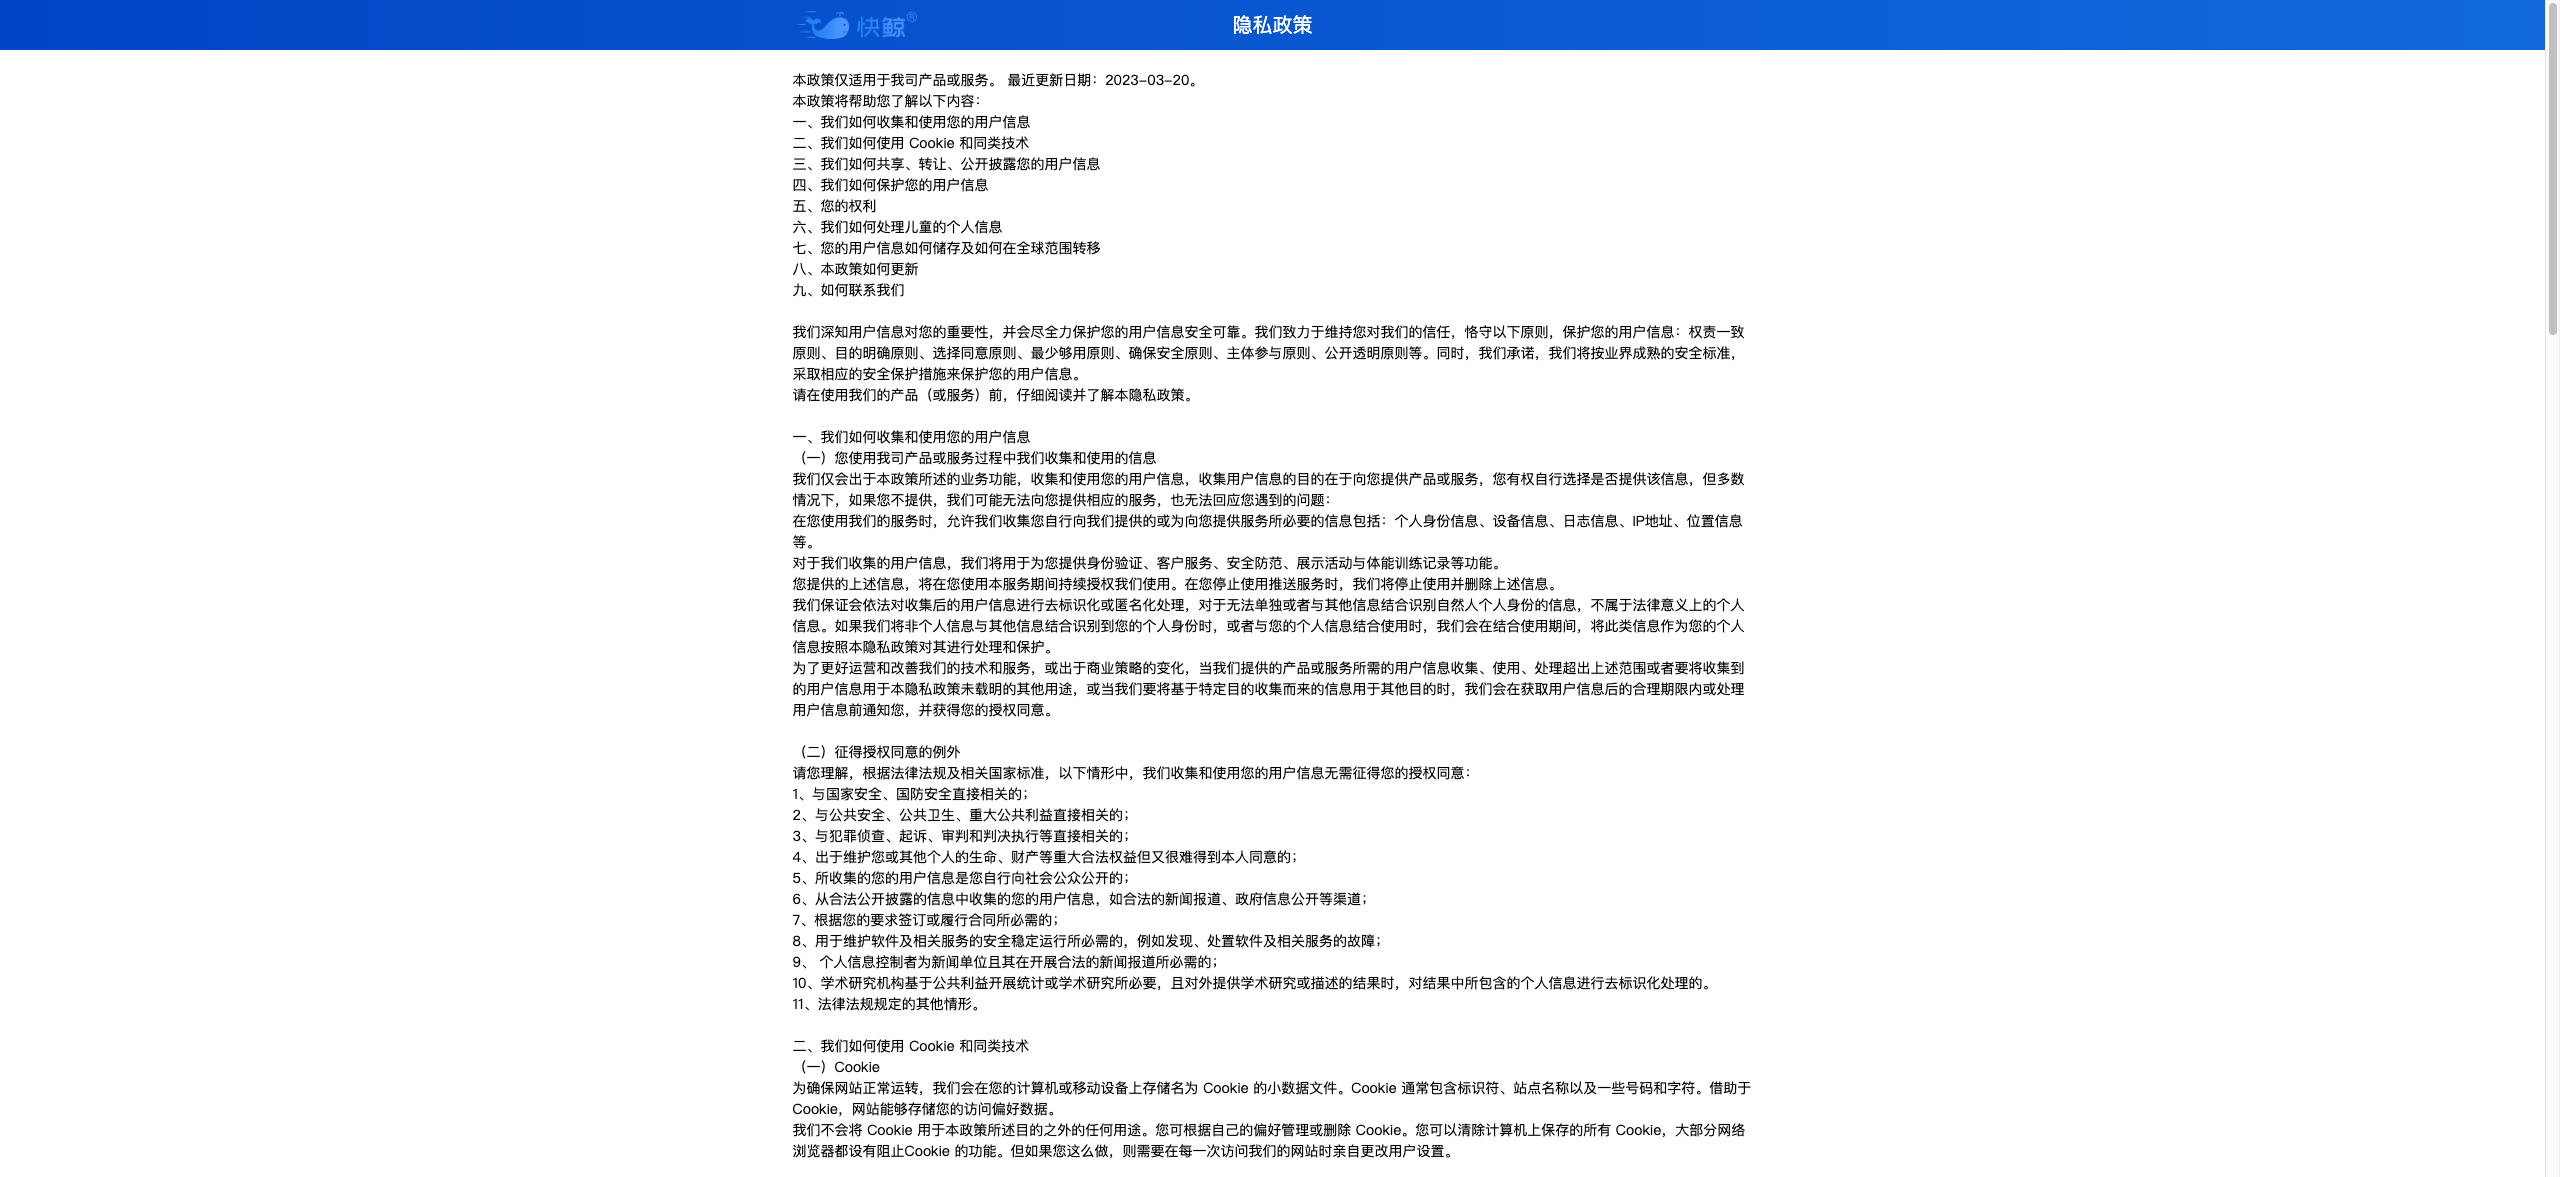 快鲸®
隐私政策
本政策仅适用于我司产品或服务。 最近更新日期：2023-03-20。
本政策将帮助您了解以下内容：
一、我们如何收集和使用您的用户信息
二、我们如何使用 Cookie 和同类技术
三、我们如何共享、转让、公开披露您的用户信息
四、我们如何保护您的用户信息
五、您的权利
六、我们如何处理儿童的个人信息
七、您的用户信息如何储存及如何在全球范围转移
八、本政策如何更新
九、如何联系我们
我们深知用户信息对您的重要性，并会尽全力保护您的用户信息安全可靠。我们致力于维持您对我们的信任，恪守以下原则，保护您的用户信息：权责一致
原则、目的明确原则、选择同意原则、最少够用原则、确保安全原则、主体参与原则、公开透明原则等。同时，我们承诺，我们将按业界成熟的安全标准，
采取相应的安全保护措施来保护您的用户信息。
请在使用我们的产品（或服务）前，仔细阅读并了解本隐私政策。
一、我们如何收集和使用您的用户信息
（一）您使用我司产品或服务过程中我们收集和使用的信息
我们仅会出于本政策所述的业务功能，收集和使用您的用户信息，收集用户信息的目的在于向您提供产品或服务，您有权自行选择是否提供该信息，但多数
情况下，如果您不提供，我们可能无法向您提供相应的服务，也无法回应您遇到的问题：
在您使用我们的服务时，允许我们收集您自行向我们提供的或为向您提供服务所必要的信息包括：个人身份信息、设备信息、日志信息、IP地址、位置信息
等。
对于我们收集的用户信息，我们将用于为您提供身份验证、客户服务、安全防范、展示活动与体能训练记录等功能。
您提供的上述信息，将在您使用本服务期间持续授权我们使用。在您停止使用推送服务时，我们将停止使用并删除上述信息。
我们保证会依法对收集后的用户信息进行去标识化或匿名化处理，对于无法单独或者与其他信息结合识别自然人个人身份的信息，不属于法律意义上的个人
信息。如果我们将非个人信息与其他信息结合识别到您的个人身份时，或者与您的个人信息结合使用时，我们会在结合使用期间，将此类信息作为您的个人
信息按照本隐私政策对其进行处理和保护。
为了更好运营和改善我们的技术和服务，或出于商业策略的变化，当我们提供的产品或服务所需的用户信息收集、使用、处理超出上述范围或者要将收集到
的用户信息用于本隐私政策未载明的其他用途，或当我们要将基于特定目的收集而来的信息用于其他目的时，我们会在获取用户信息后的合理期限内或处理
用户信息前通知您，并获得您的授权同意。
（二）征得授权同意的例外
请您理解，根据法律法规及相关国家标准，以下情形中，我们收集和使用您的用户信息无需征得您的授权同意：
1、与国家安全、国防安全直接相关的；
2、与公共安全、公共卫生、重大公共利益直接相关的；
3、与犯罪侦查、起诉、审判和判决执行等直接相关的；
4、出于维护您或其他个人的生命、财产等重大合法权益但又很难得到本人同意的；
5、所收集的您的用户信息是您自行向社会公众公开的；
6、从合法公开披露的信息中收集的您的用户信息，如合法的新闻报道、政府信息公开等渠道；
7、根据您的要求签订或履行合同所必需的；
8、用于维护软件及相关服务的安全稳定运行所必需的，例如发现、处置软件及相关服务的故障；
9、 个人信息控制者为新闻单位且其在开展合法的新闻报道所必需的；
10、学术研究机构基于公共利益开展统计或学术研究所必要，且对外提供学术研究或描述的结果时，对结果中所包含的个人信息进行去标识化处理的。
11、法律法规规定的其他情形。
二、我们如何使用 Cookie 和同类技术
（一）Cookie
为确保网站正常运转，我们会在您的计算机或移动设备上存储名为 Cookie 的小数据文件。Cookie 通常包含标识符、站点名称以及一些号码和字符。借助于
Cookie，网站能够存储您的访问偏好数据。
我们不会将 Cookie 用于本政策所述目的之外的任何用途。您可根据自己的偏好管理或删除 Cookie。您可以清除计算机上保存的所有 Cookie，大部分网络
浏览器都设有阻止Cookie 的功能。但如果您这么做，则需要在每一次访问我们的网站时亲自更改用户设置。